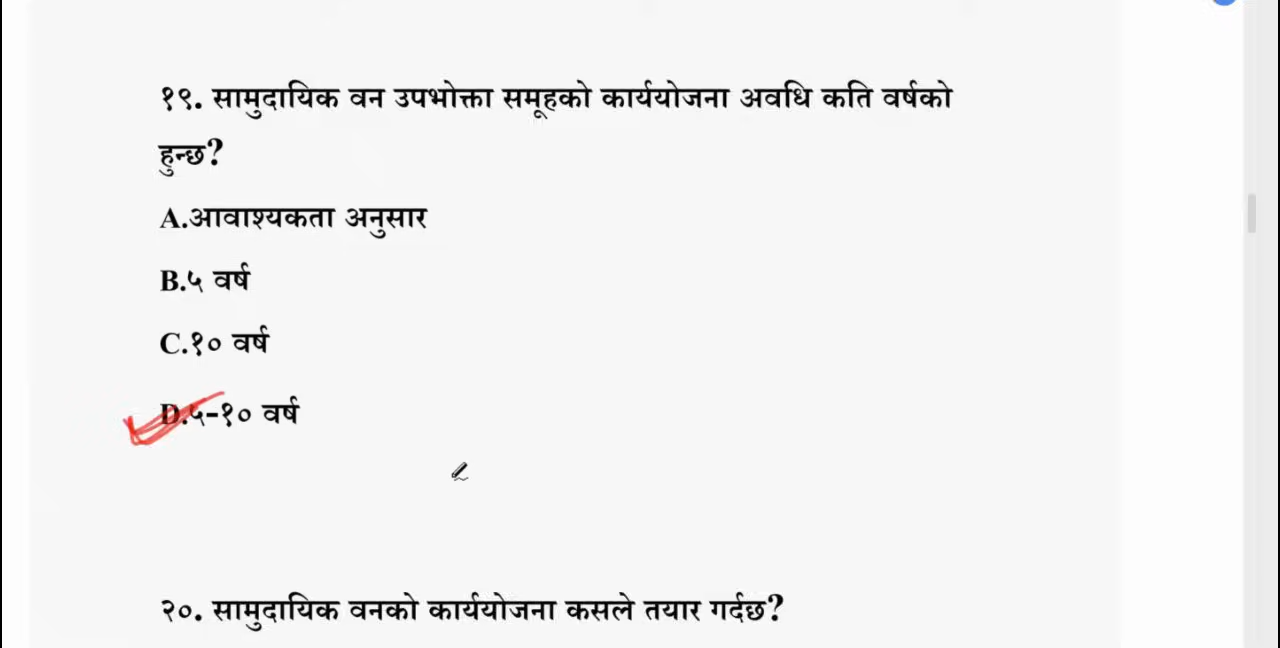 १९. सामुदायिक वन उपभोक्ता समूहको कार्ययोजना अवधि कति वर्षको
हुन्छ?
A.आवाश्यकता अनुसार
B.५ वर्ष
C.१० वर्ष
D.५-१० वर्ष
२०. सामुदायिक वनको कार्ययोजना कसले तयार गर्दछ?